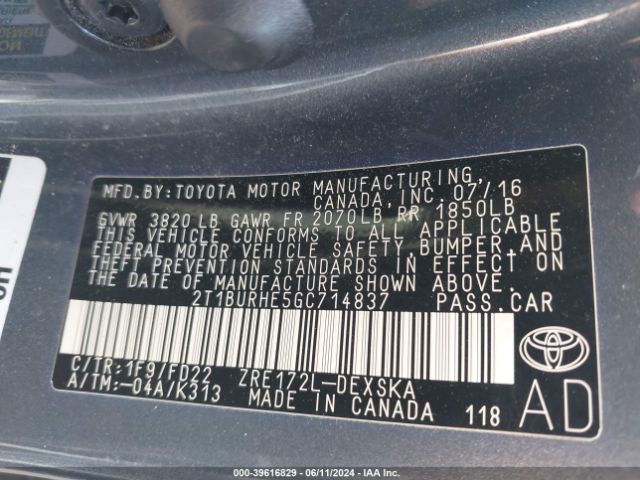 MFD.BY:TOYOTA MOTOR MANUFACTURING,
CANADA, INC. 07/16
GVWR 3820 LB GAWR FR 2070LB RR 1850LB
THIS VEHICLE CONFORMS TO ALL APPLICABLE
FEDERAL MOTOR VEHICLE SAFETY, BUMPER, AND
THEFT PREVENTION STANDARDS IN EFFECT ON
THE DATE OF MANUFACTURE SHOWN ABOVE.
2T1BURHE5GC714837 PASS.CAR
C/TR:1F9/FD22 ZRE172L-DEXSKA
A/TM:-04A/K313 MADE IN CANADA
118
AD
000-39616829 - 06/11/2024 - IAA Inc.